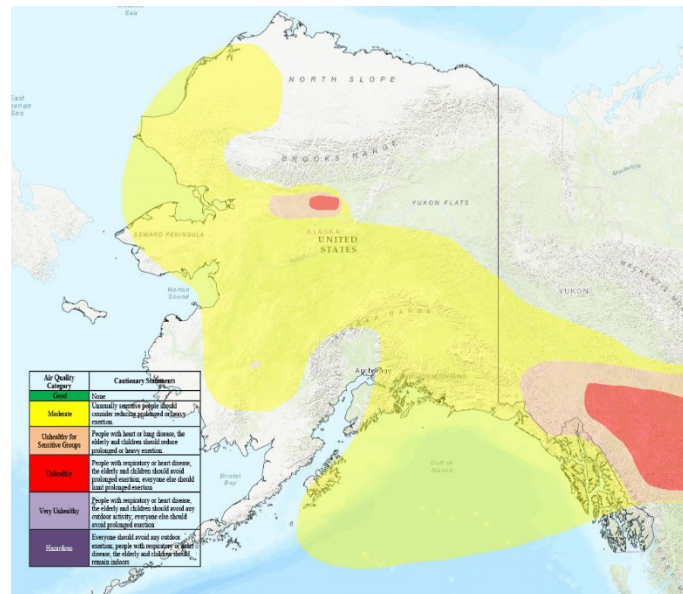 Sea
East
Sea
NORTH SLOPE
BROOKS RANGE
Mackenzie
YUKON FLATS
ALASKA
SEWARD PENINSULA
UNITED
STATES
Norton
Sound
YUKON
RANGE
Gulf of
Alaska
Bristol
Bay
Air Quality
Category
Cautionary Statements
Good
None
Moderate
Unusually sensitive people should
consider reducing prolonged or heavy
exertion.
Unhealthy for
Sensitive Groups
People with heart or lung disease, the
elderly and children should reduce
prolonged or heavy exertion.
Unhealthy
People with respiratory or heart disease,
the elderly and children should avoid
prolonged exertion; everyone else should
limit prolonged exertion
Very Unhealthy
People with respiratory or heart disease,
the elderly and children should avoid any
outdoor activity; everyone else should
avoid prolonged exertion
Hazardous
Everyone should avoid any outdoor
exertion; people with respiratory or heart
disease, the elderly and children should
remain indoors